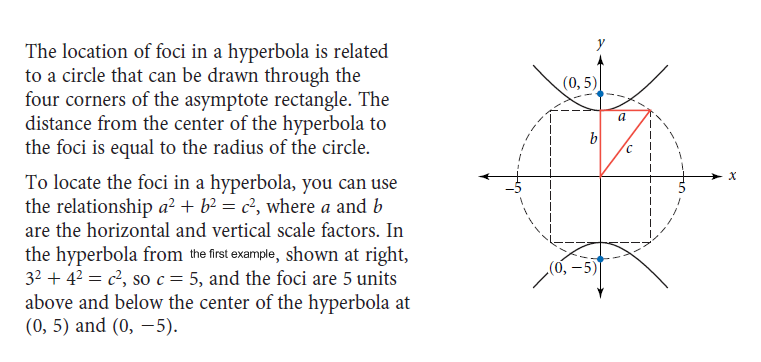 The location of foci in a hyperbola is related
to a circle that can be drawn through the
four corners of the asymptote rectangle. The
distance from the center of the hyperbola to
the foci is equal to the radius of the circle.
To locate the foci in a hyperbola, you can use
the relationship a² + b² = c², where a and b
are the horizontal and vertical scale factors. In
the hyperbola from the first example, shown at right,
3² + 4² = c², so c = 5, and the foci are 5 units
above and below the center of the hyperbola at
(0, 5) and (0, −5).
y
(0, 5)
a
b
c
x
−5
5
(0, −5)